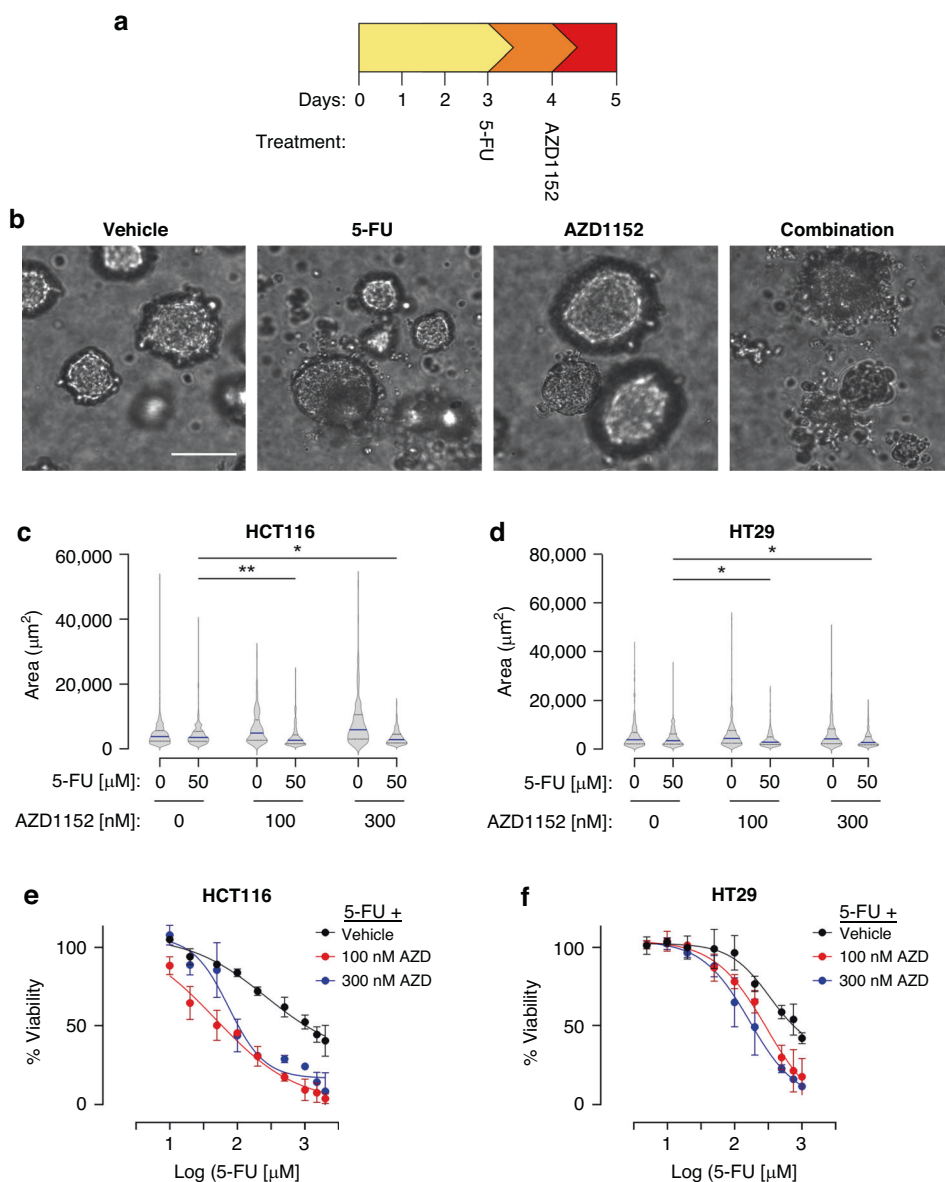 a
Days: 0 1 2 3 4 5
Treatment: 5-FU AZD1152
b
Vehicle 5-FU AZD1152 Combination
c
HCT116
60,000
40,000
20,000
0
Area (μm²)
* 
**
5-FU [μM]: 0 50 0 50 0 50
AZD1152 [nM]: 0 100 300
d
HT29
80,000
60,000
40,000
20,000
0
Area (μm²)
*
*
5-FU [μM]: 0 50 0 50 0 50
AZD1152 [nM]: 0 100 300
e
HCT116
5-FU +
Vehicle
100 nM AZD
300 nM AZD
100
50
0
% Viability
1 2 3
Log (5-FU [μM]
f
HT29
5-FU +
Vehicle
100 nM AZD
300 nM AZD
100
50
0
% Viability
1 2 3
Log (5-FU [μM]